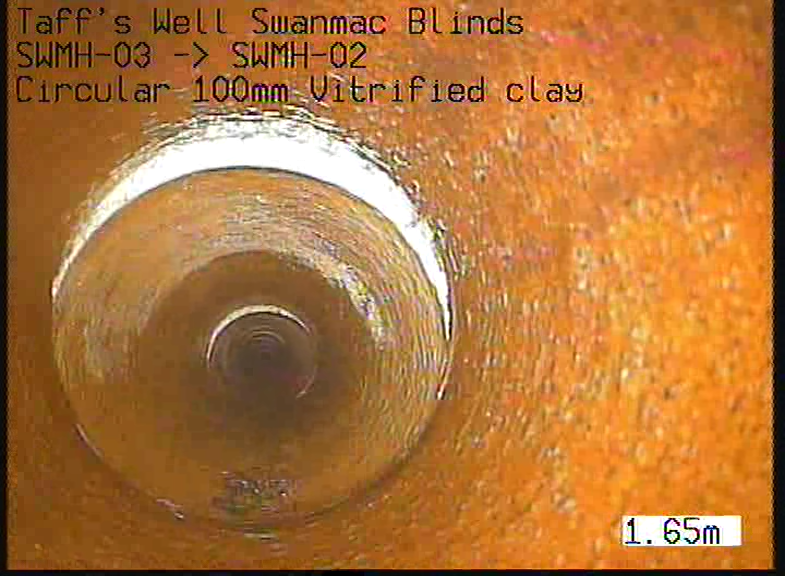 Taff's Well Swanmac Blinds
SWMH-03 -> SWMH-02
Circular 100mm Vitrified clay
1.65m